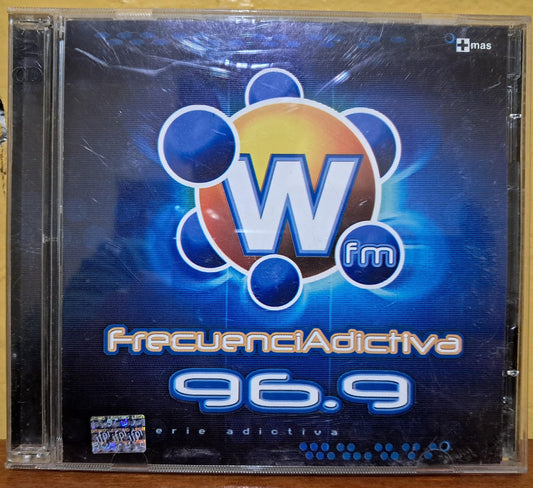 +mas
W
fm
frecuenciAdictiva
96.9
erie adictiva